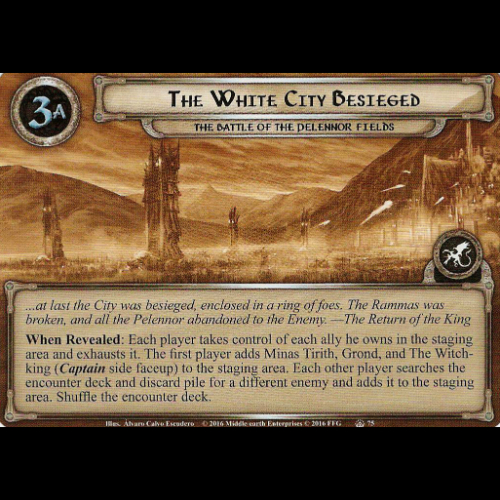 3A
THE WHITE CITY BESIEGED
THE BATTLE OF THE PELENNOR FIELDS
...at last the City was besieged, enclosed in a ring of foes. The Rammas was
broken, and all the Pelennor abandoned to the Enemy. —The Return of the King
When Revealed: Each player takes control of each ally he owns in the staging
area and exhausts it. The first player adds Minas Tirith, Grond, and The Witch-
king (Captain side faceup) to the staging area. Each other player searches the
encounter deck and discard pile for a different enemy and adds it to the staging
area. Shuffle the encounter deck.
Illus. Álvaro Calvo Escudero © 2016 Middle-earth Enterprises © 2016 FFG 75